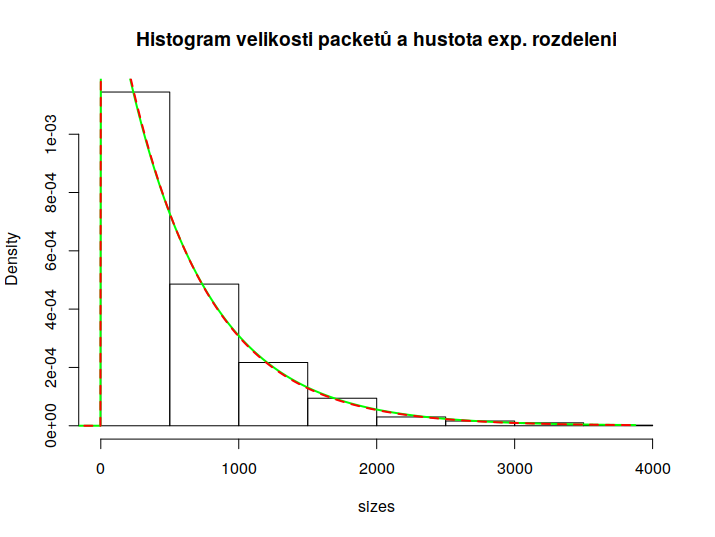 Histogram velikosti packetů a hustota exp. rozdeleni
Density
1e-03
8e-04
6e-04
4e-04
2e-04
0e+00
0 1000 2000 3000 4000
sizes